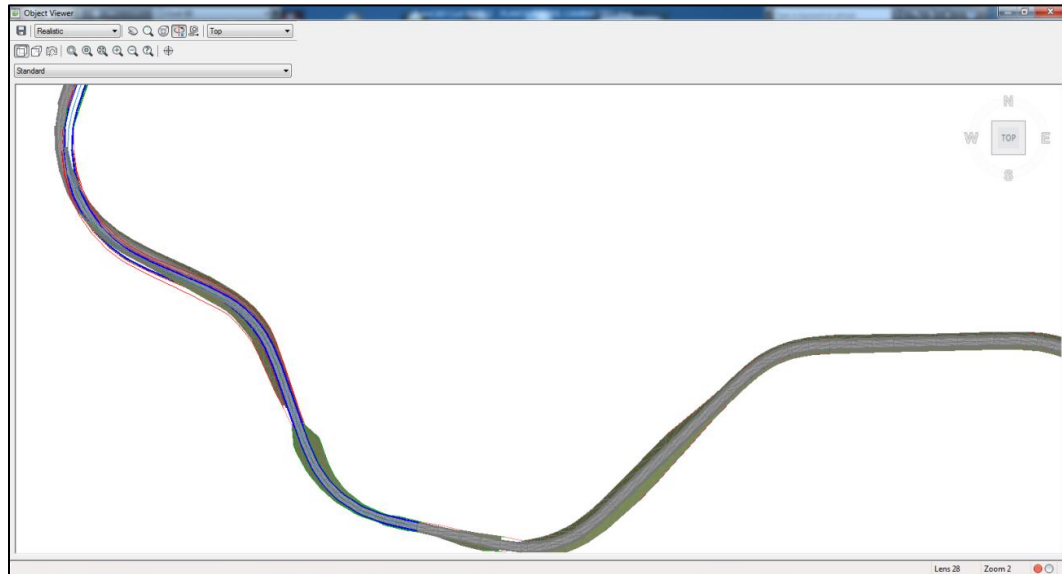 Object Viewer
Realistic
Top
Standard
N
W TOP E
S
Lens 28 Zoom 2